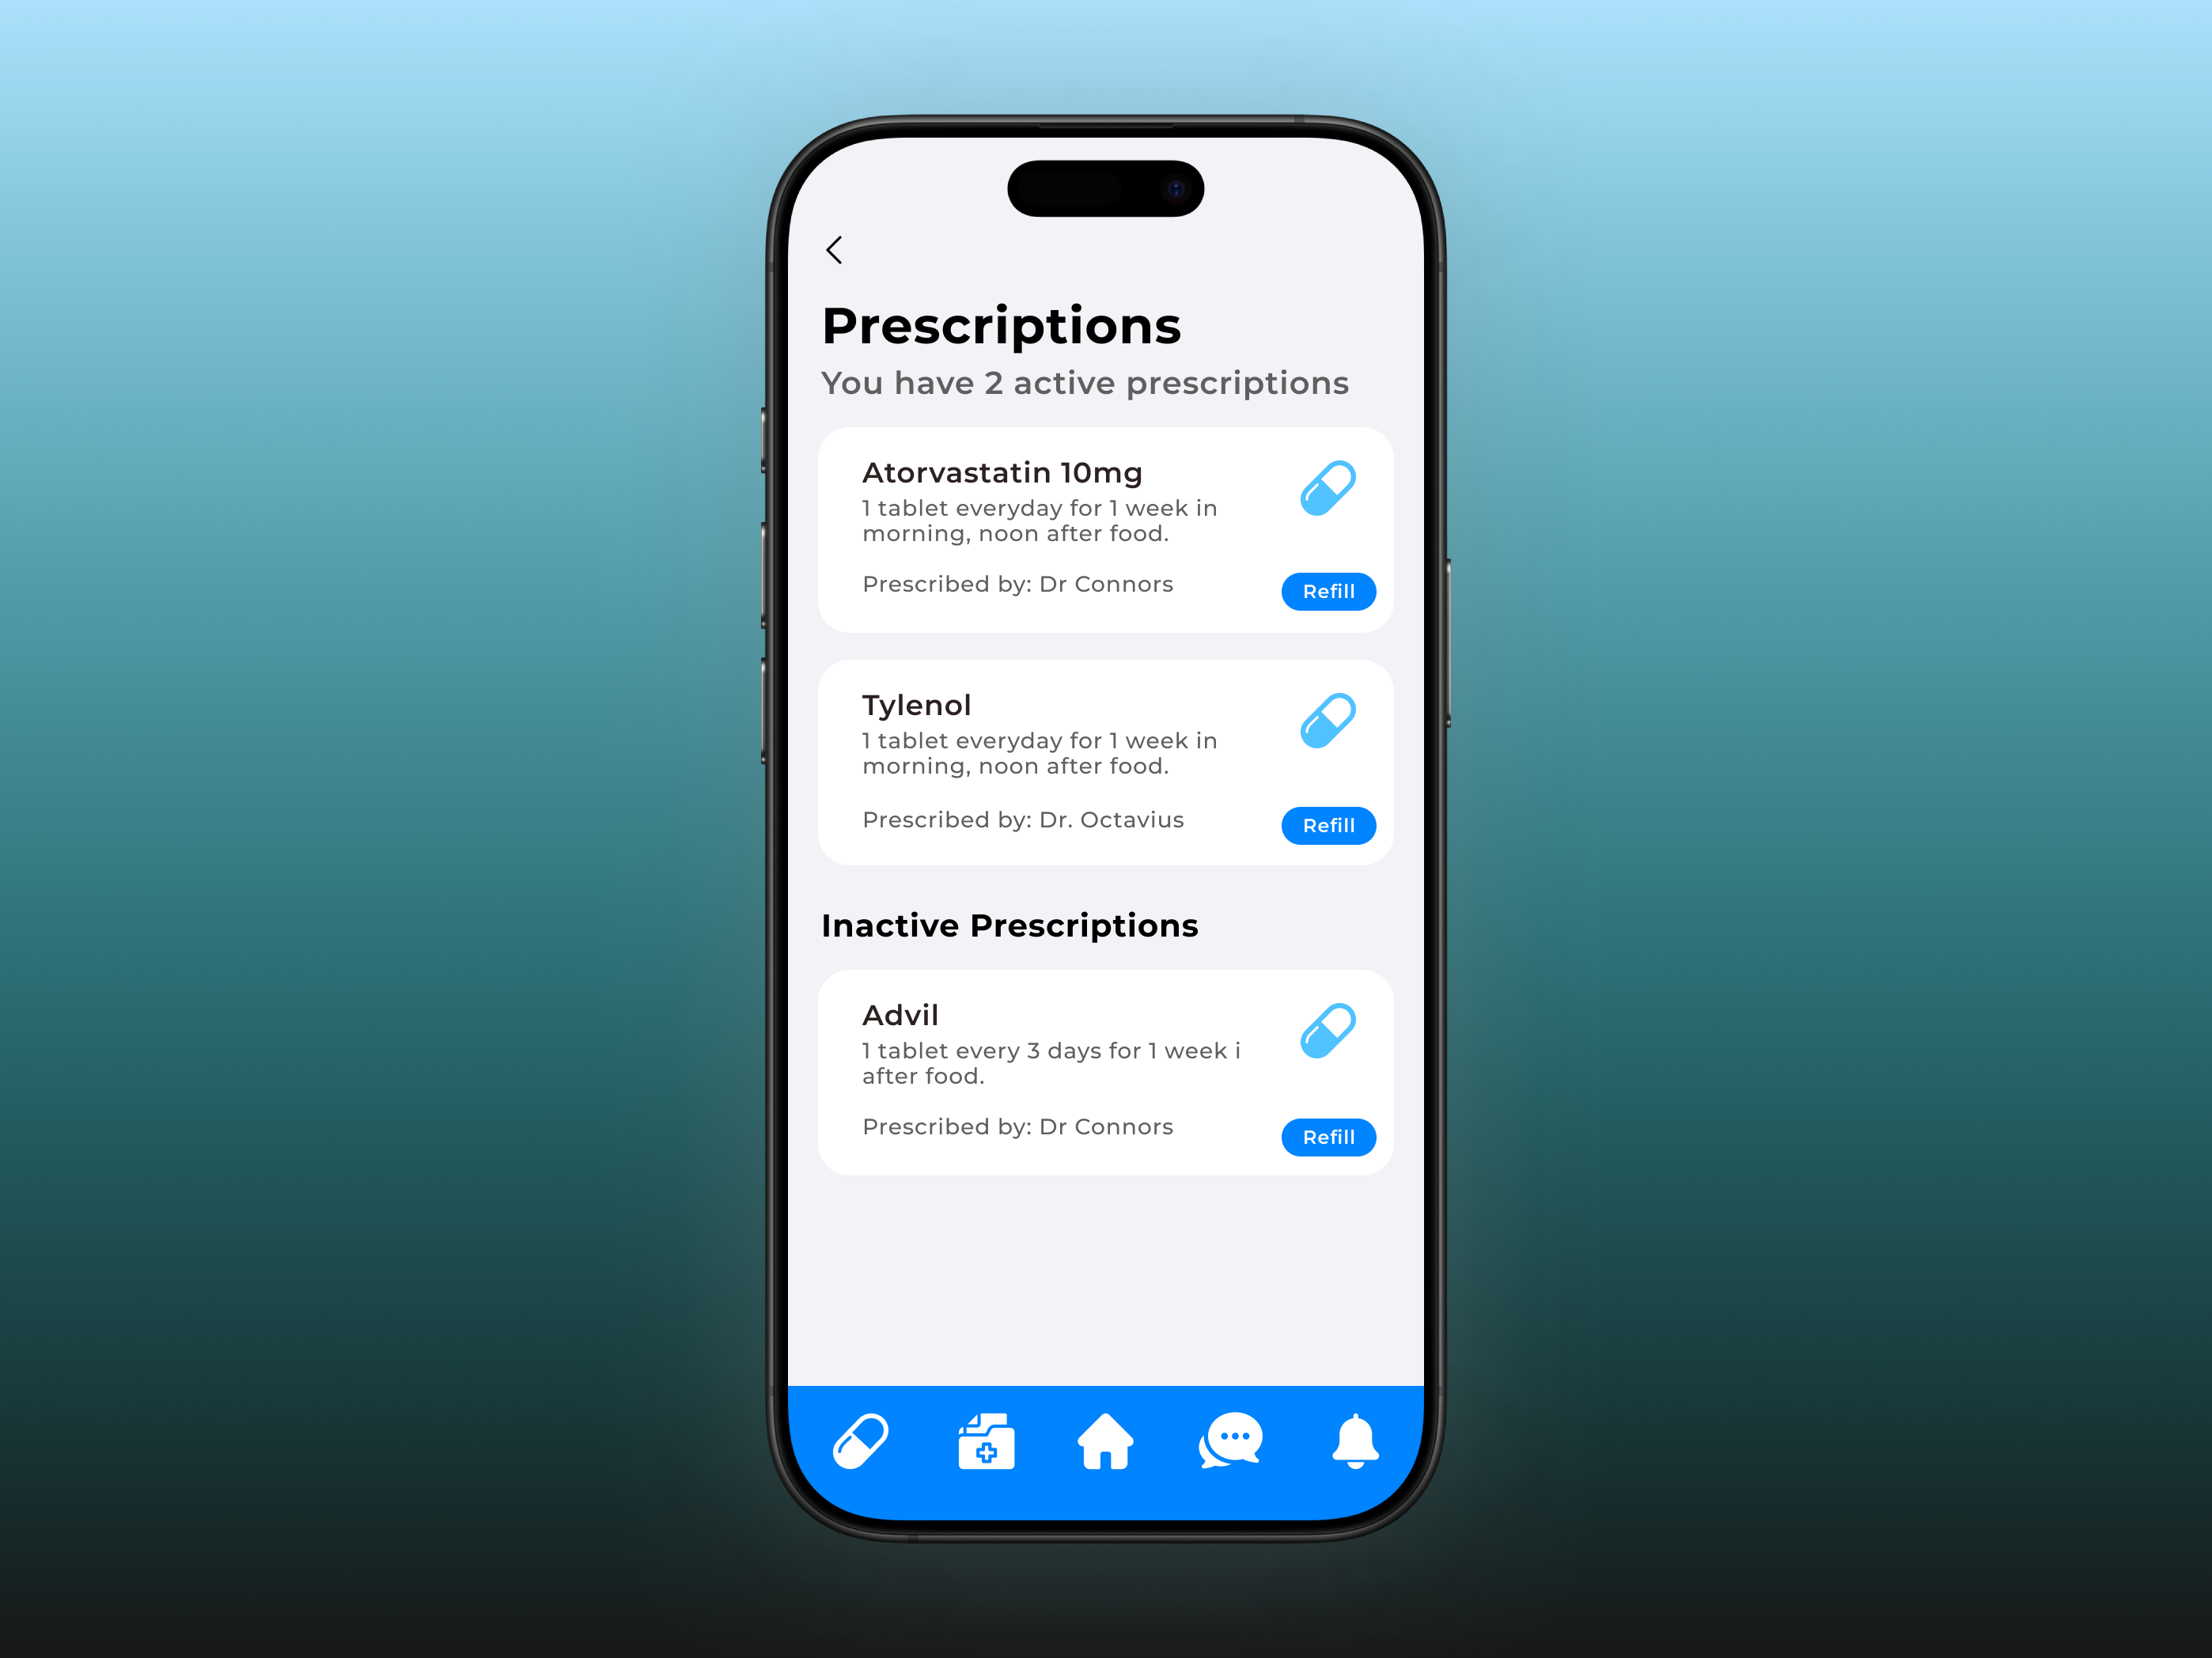 Prescriptions
You have 2 active prescriptions
Atorvastatin 10mg
1 tablet everyday for 1 week in
morning, noon after food.
Prescribed by: Dr Connors
Refill
Tylenol
1 tablet everyday for 1 week in
morning, noon after food.
Prescribed by: Dr. Octavius
Refill
Inactive Prescriptions
Advil
1 tablet every 3 days for 1 week i
after food.
Prescribed by: Dr Connors
Refill